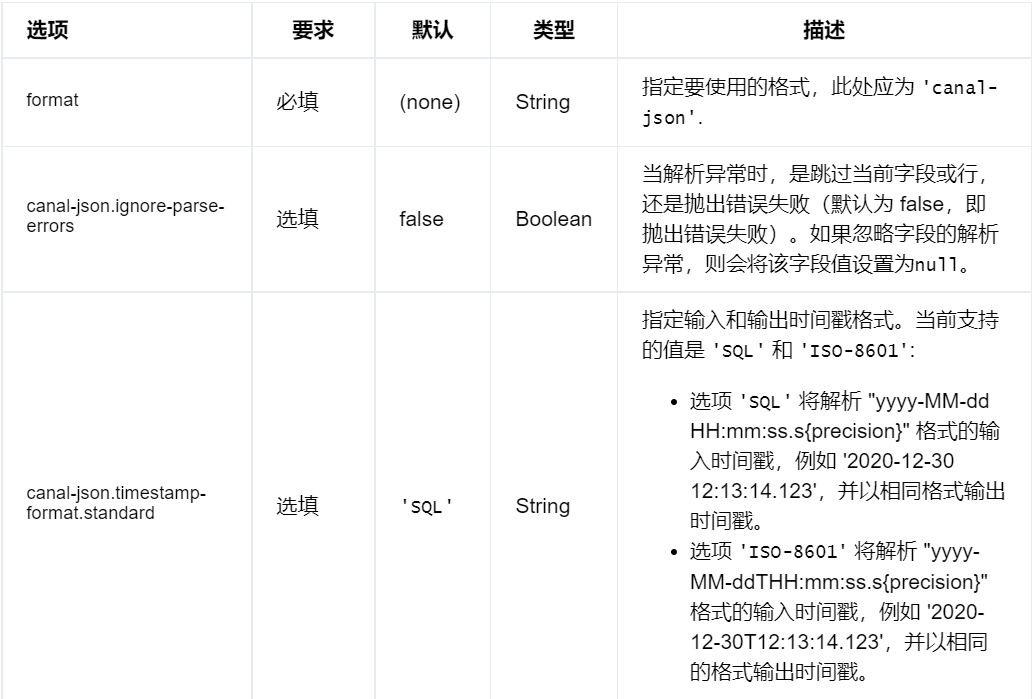 选项 要求 默认 类型 描述
format 必填 (none) String 指定要使用的格式，此处应为 'canal-
json'.
canal-json.ignore-parse-
errors 选填 false Boolean 当解析异常时，是跳过当前字段或行，
还是抛出错误失败（默认为 false，即
抛出错误失败）。如果忽略字段的解析
异常，则会将该字段值设置为null。
canal-json.timestamp-
format.standard 选填 'SQL' String 指定输入和输出时间戳格式。当前支持
的值是 'SQL' 和 'ISO-8601':
• 选项 'SQL' 将解析 "yyyy-MM-dd
HH:mm:ss.s{precision}" 格式的输
入时间戳，例如 '2020-12-30
12:13:14.123'，并以相同格式输出
时间戳。
• 选项 'ISO-8601' 将解析 "yyyy-
MM-ddTHH:mm:ss.s{precision}"
格式的输入时间戳，例如 '2020-
12-30T12:13:14.123'，并以相同
的格式输出时间戳。